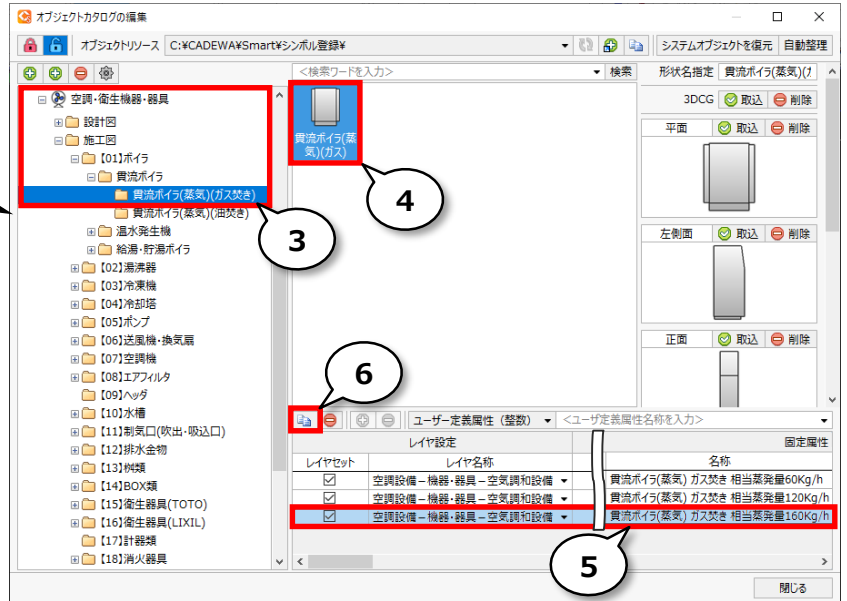 オブジェクトカタログの編集
オブジェクトリソース C:¥CADEWA¥Smart¥シンボル登録¥
システムオブジェクトを復元 自動整理
<検索ワードを入力> 検索
形状名指定 貫流ボイラ(蒸気)(ｶ
空調・衛生機器・器具
設計図
施工図
【01】ボイラ
貫流ボイラ
貫流ボイラ(蒸気)(ガス焚き)
貫流ボイラ(蒸気)(油焚き)
温水発生機
給湯・貯湯ボイラ
【02】湯沸器
【03】冷凍機
【04】冷却塔
【05】ポンプ
【06】送風機・換気扇
【07】空調機
【08】エアフィルタ
【09】ヘッダ
【10】水槽
【11】制気口(吹出・吸込口)
【12】排水金物
【13】桝類
【14】BOX類
【15】衛生器具(TOTO)
【16】衛生器具(LIXIL)
【17】計器類
【18】消火器具
3
貫流ボイラ(蒸
気)(ガス)
4
3DCG 取込 削除
平面 取込 削除
左側面 取込 削除
正面 取込 削除
6
ユーザー定義属性（整数） <ユーザ定義属性名称を入力>
レイヤ設定 固定属性
レイヤセット レイヤ名称 名称
空調設備－機器・器具－空気調和設備 貫流ボイラ(蒸気) ガス焚き 相当蒸発量60Kg/h
空調設備－機器・器具－空気調和設備 貫流ボイラ(蒸気) ガス焚き 相当蒸発量120Kg/h
空調設備－機器・器具－空気調和設備 貫流ボイラ(蒸気) ガス焚き 相当蒸発量160Kg/h
5
閉じる